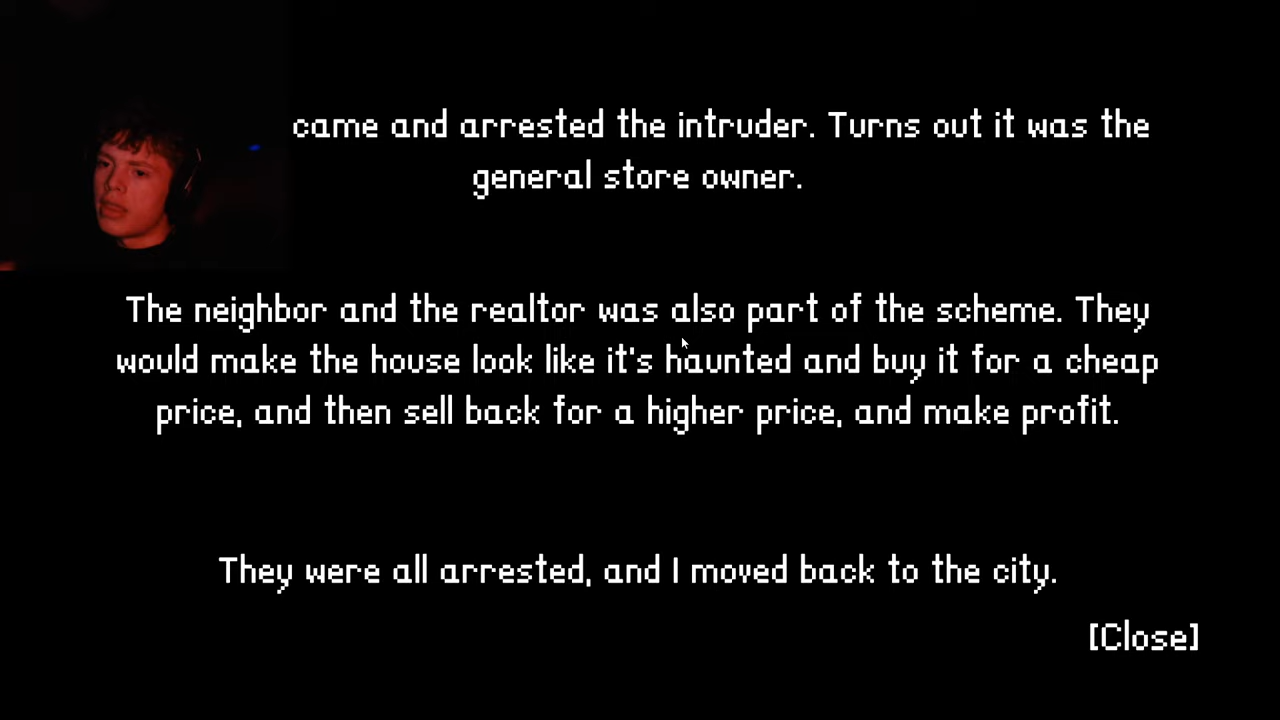 came and arrested the intruder. Turns out it was the
general store owner.
The neighbor and the realtor was also part of the scheme. They
would make the house look like it's haunted and buy it for a cheap
price, and then sell back for a higher price, and make profit.
They were all arrested, and I moved back to the city.
[Close]